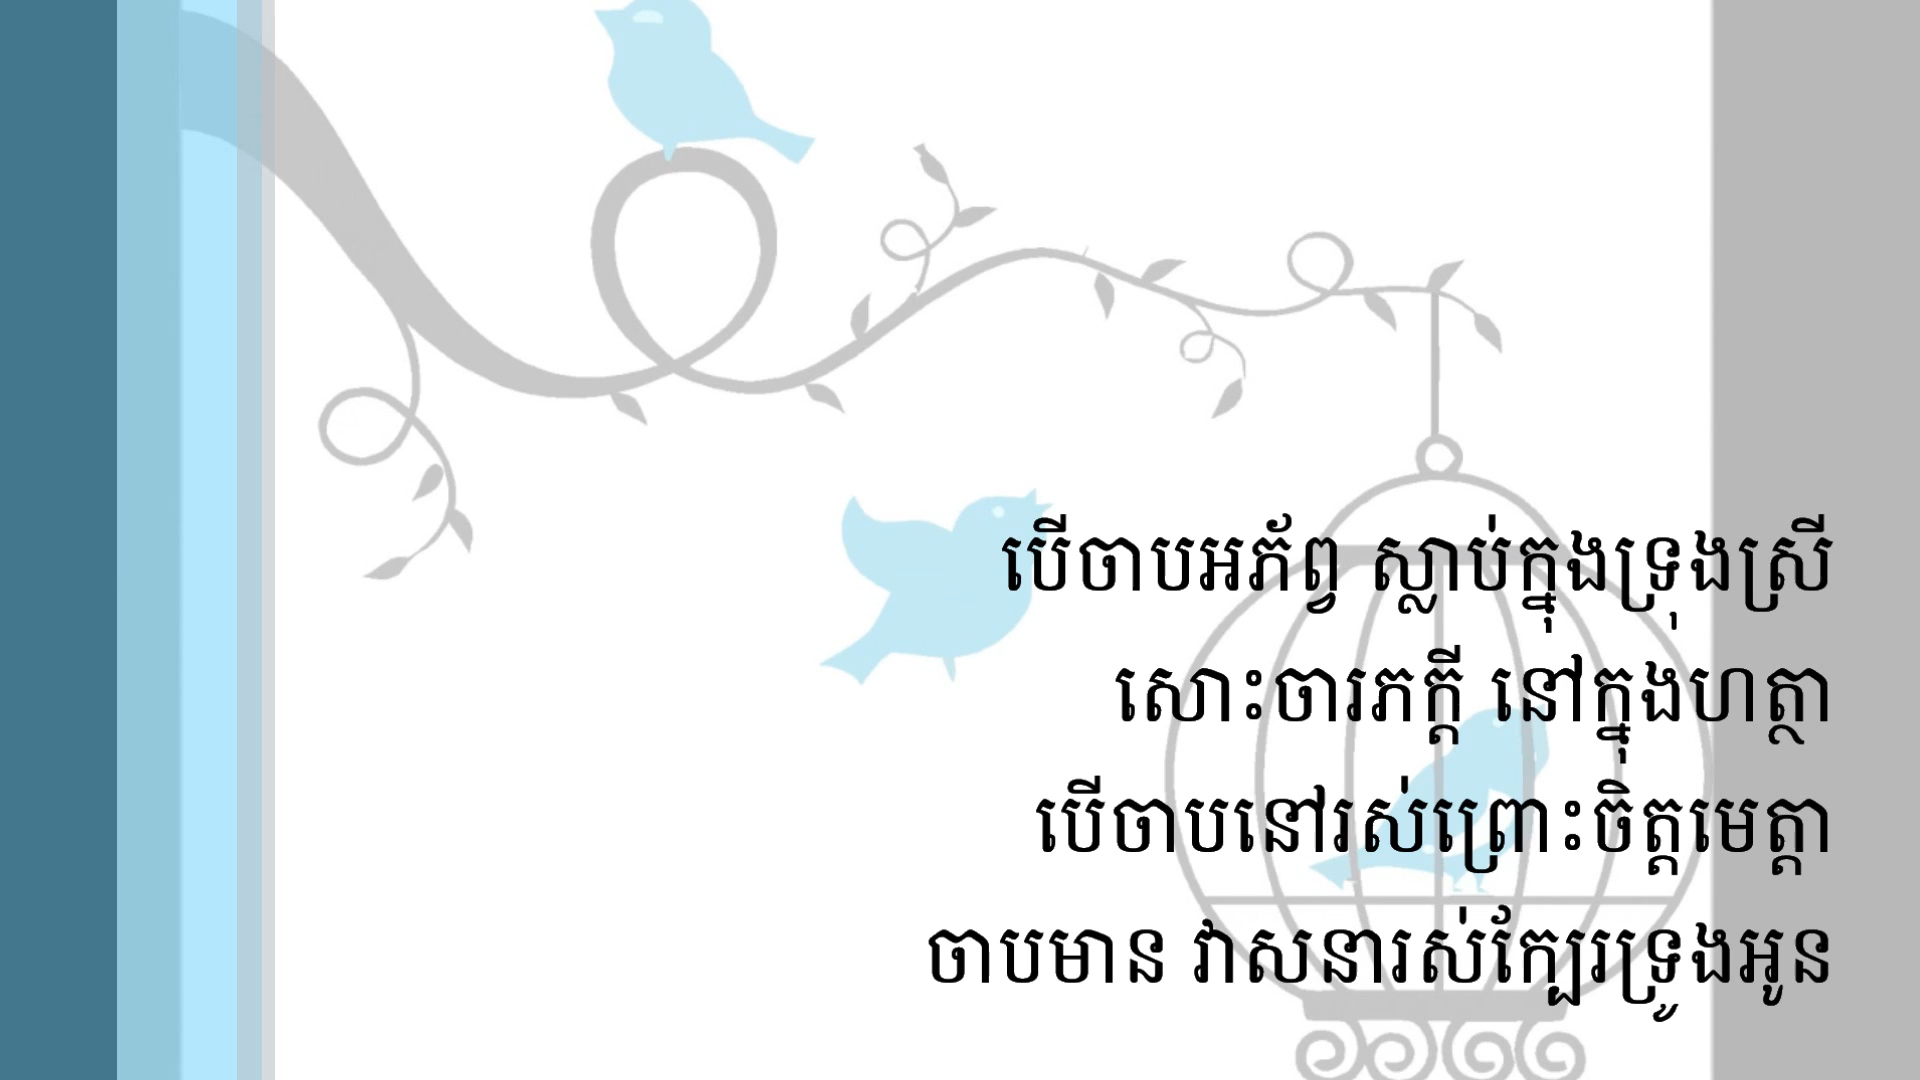 បើចាបអភ័ព្វ ស្លាប់ក្នុងទ្រុងស្រី
សោះចារភក្ដី នៅក្នុងហត្ថា
បើចាបនៅរស់ព្រោះចិត្តមេត្តា
ចាបមាន វាសនារស់ក្បែរទ្រូងអូន